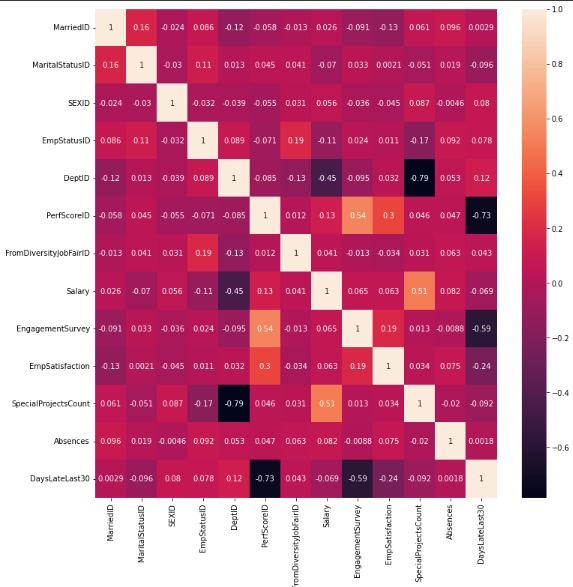 MarriedID 1 0.16 -0.024 0.086 -0.12 -0.058 -0.013 0.026 -0.091 -0.13 0.061 0.096 0.0029
MaritalStatusID 0.16 1 -0.03 0.11 0.013 0.045 0.041 -0.07 0.033 0.0021 -0.051 0.019 -0.096
SEXID -0.024 -0.03 1 -0.032 -0.039 -0.055 0.031 0.056 -0.036 -0.045 0.087 -0.0046 0.08
EmpStatusID 0.086 0.11 -0.032 1 0.089 -0.071 0.19 -0.11 0.024 0.011 -0.17 0.092 0.078
DeptID -0.12 0.013 -0.039 0.089 1 -0.085 -0.13 -0.45 -0.095 0.032 -0.79 0.053 0.12
PerfScoreID -0.058 0.045 -0.055 -0.071 -0.085 1 0.012 0.13 0.54 0.3 0.046 0.047 -0.73
FromDiversityJobFairID -0.013 0.041 0.031 0.19 -0.13 0.012 1 0.041 -0.013 -0.034 0.031 0.063 0.043
Salary 0.026 -0.07 0.056 -0.11 -0.45 0.13 0.041 1 0.065 0.063 0.51 0.082 -0.069
EngagementSurvey -0.091 0.033 -0.036 0.024 -0.095 0.54 -0.013 0.065 1 0.19 0.013 -0.0088 -0.59
EmpSatisfaction -0.13 0.0021 -0.045 0.011 0.032 0.3 -0.034 0.063 0.19 1 0.034 0.075 -0.24
SpecialProjectsCount 0.061 -0.051 0.087 -0.17 -0.79 0.046 0.031 0.51 0.013 0.034 1 -0.02 -0.092
Absences 0.096 0.019 -0.0046 0.092 0.053 0.047 0.063 0.082 -0.0088 0.075 -0.02 1 0.0018
DaysLateLast30 0.0029 -0.096 0.08 0.078 0.12 -0.73 0.043 -0.069 -0.59 -0.24 -0.092 0.0018 1
MarriedID
MaritalStatusID
SEXID
EmpStatusID
DeptID
PerfScoreID
FromDiversityJobFairID
Salary
EngagementSurvey
EmpSatisfaction
SpecialProjectsCount
Absences
DaysLateLast30
1.0
0.8
0.6
0.4
0.2
0.0
-0.2
-0.4
-0.6